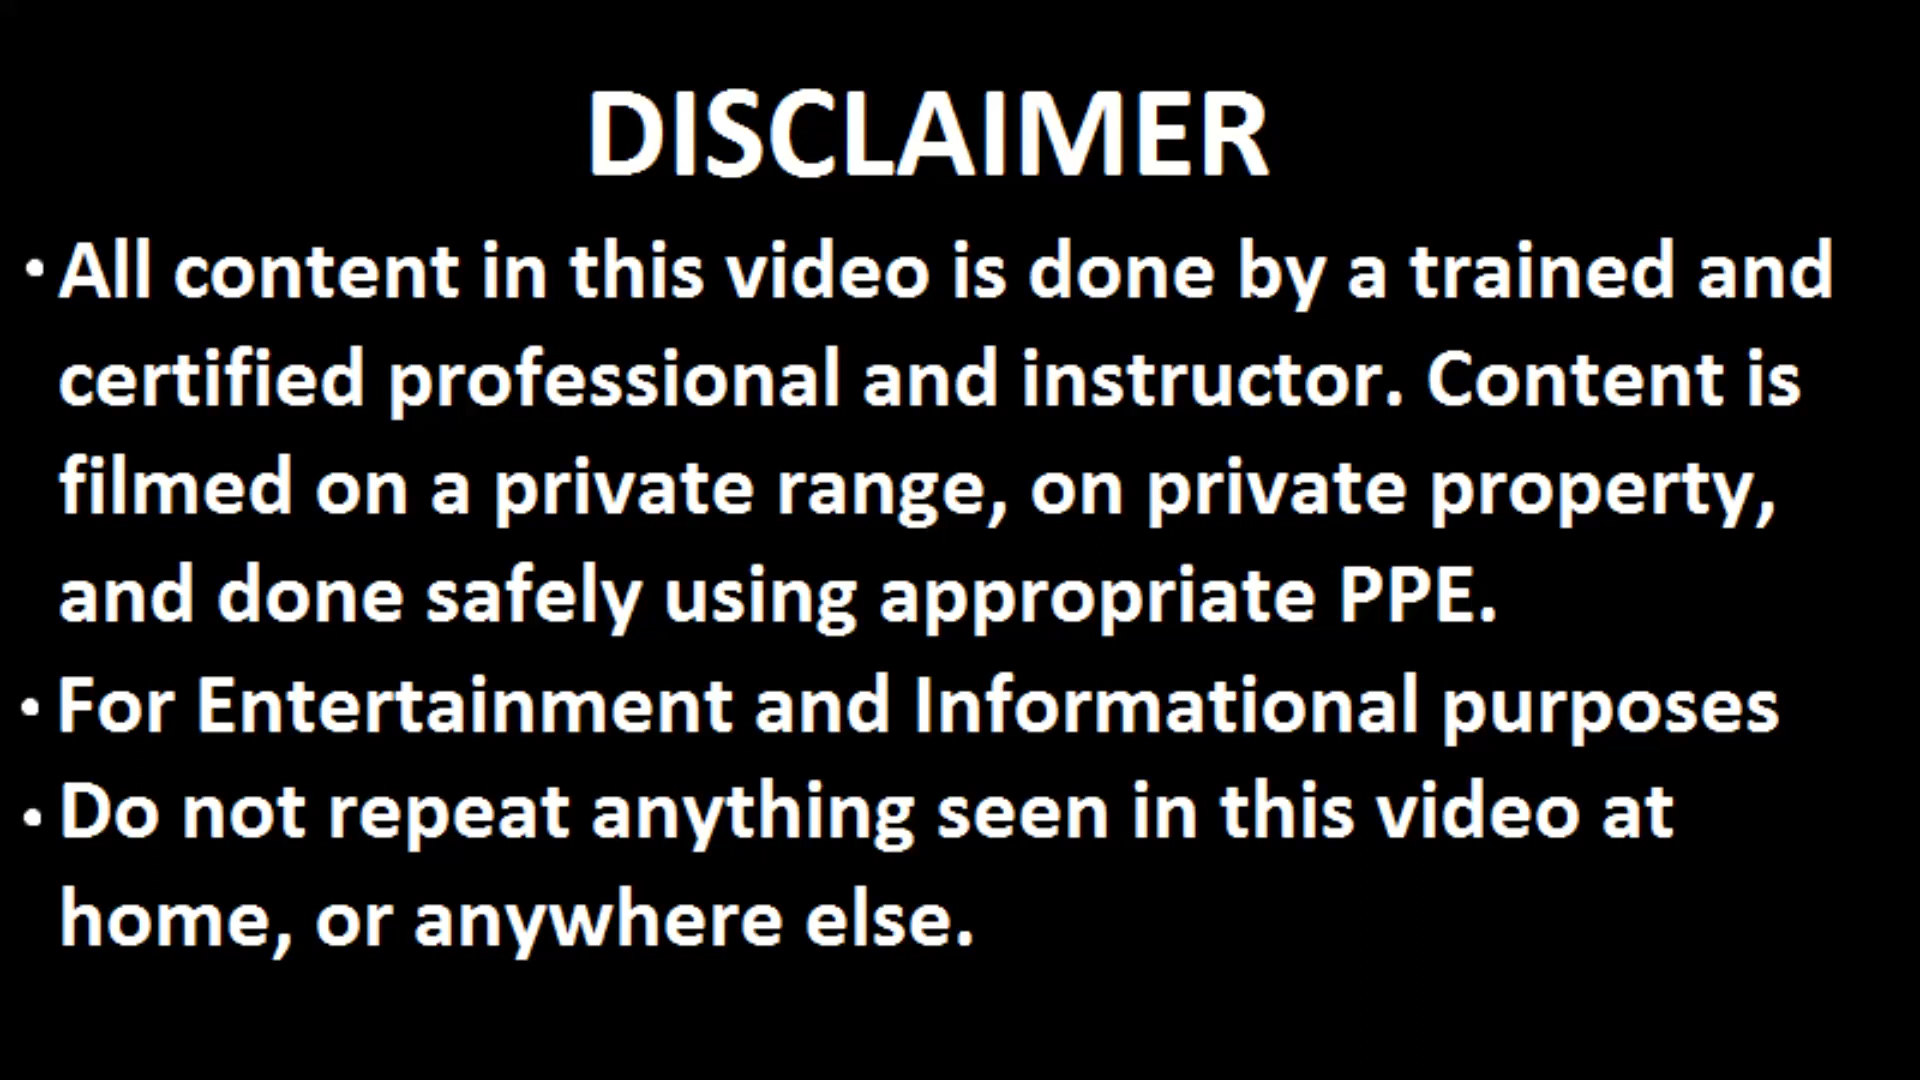 DISCLAIMER
• All content in this video is done by a trained and
certified professional and instructor. Content is
filmed on a private range, on private property,
and done safely using appropriate PPE.
• For Entertainment and Informational purposes
• Do not repeat anything seen in this video at
home, or anywhere else.